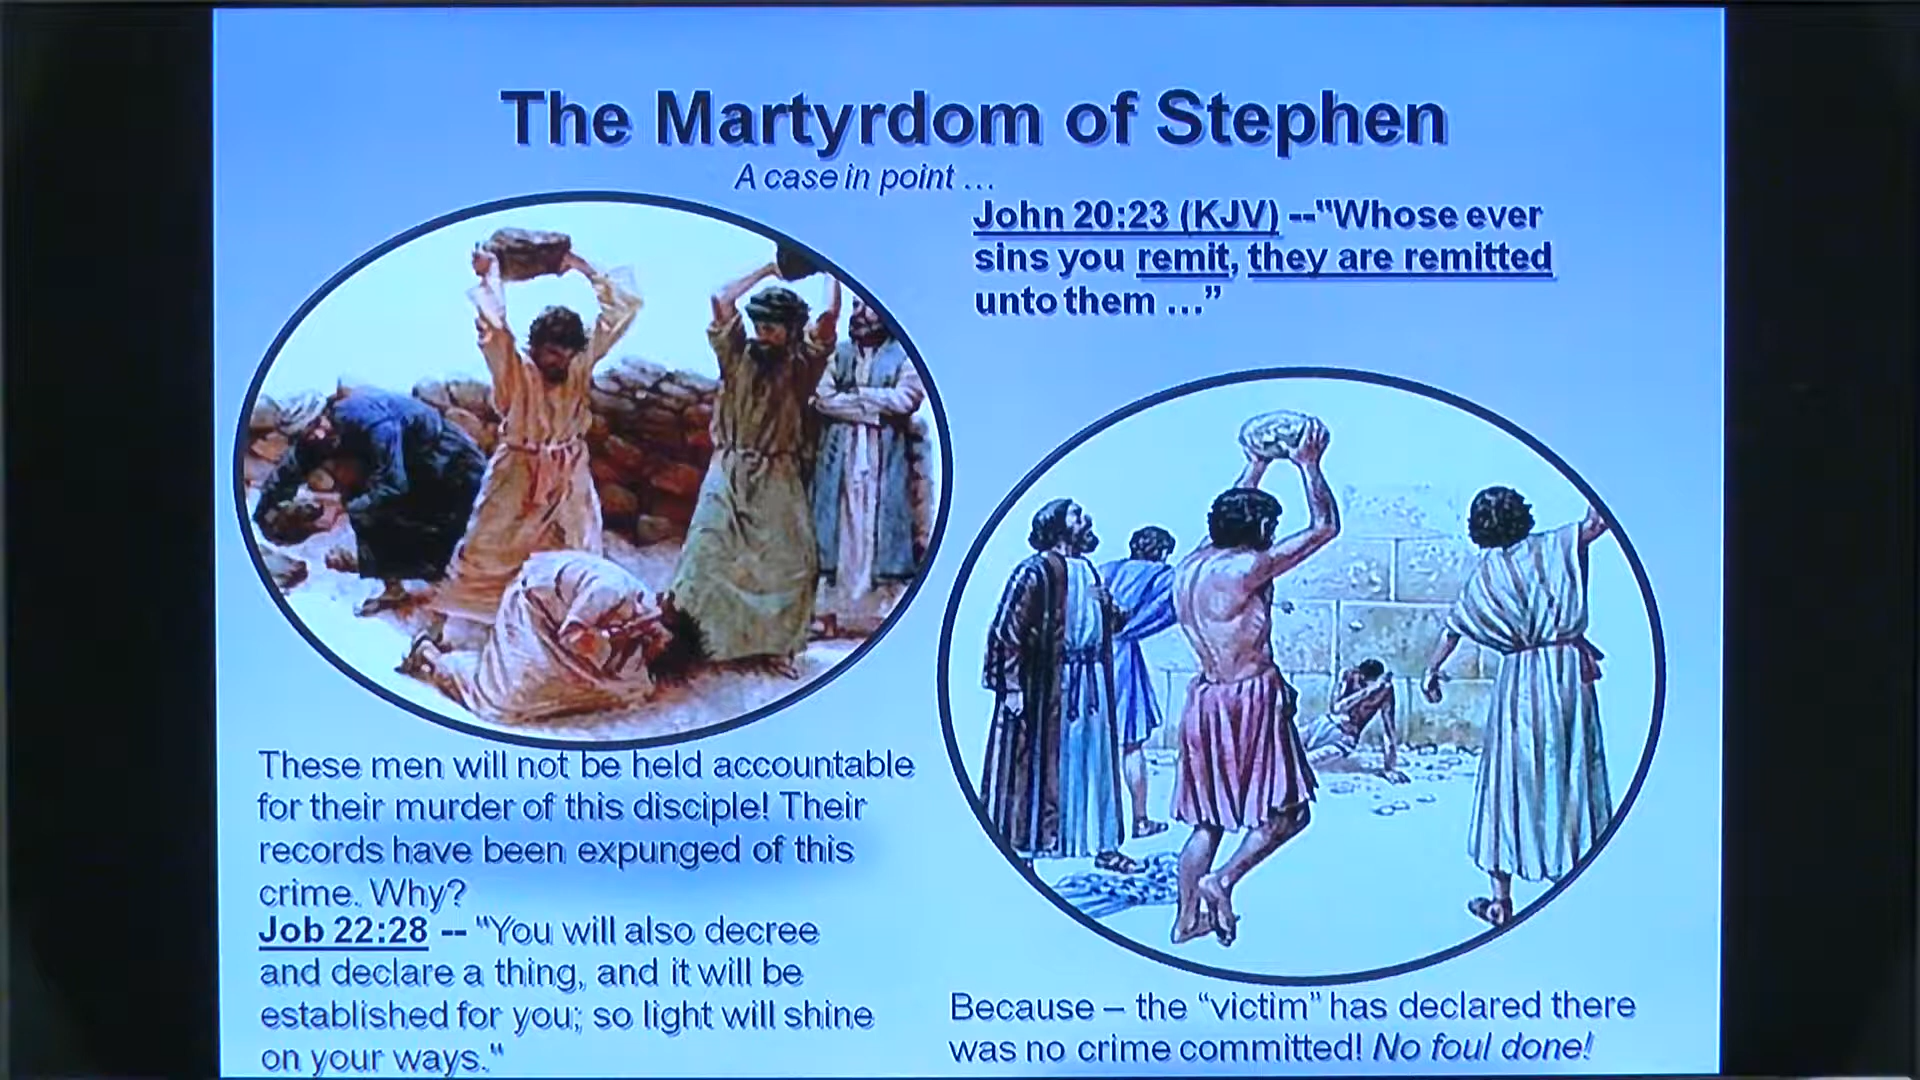 The Martyrdom of Stephen
A case in point ...
John 20:23 (KJV) --"Whose ever
sins you remit, they are remitted
unto them ...”
These men will not be held accountable
for their murder of this disciple! Their
records have been expunged of this
crime. Why?
Job 22:28 -- "You will also decree
and declare a thing, and it will be
established for you; so light will shine
on your ways."
Because – the “victim” has declared there
was no crime committed! No foul done!